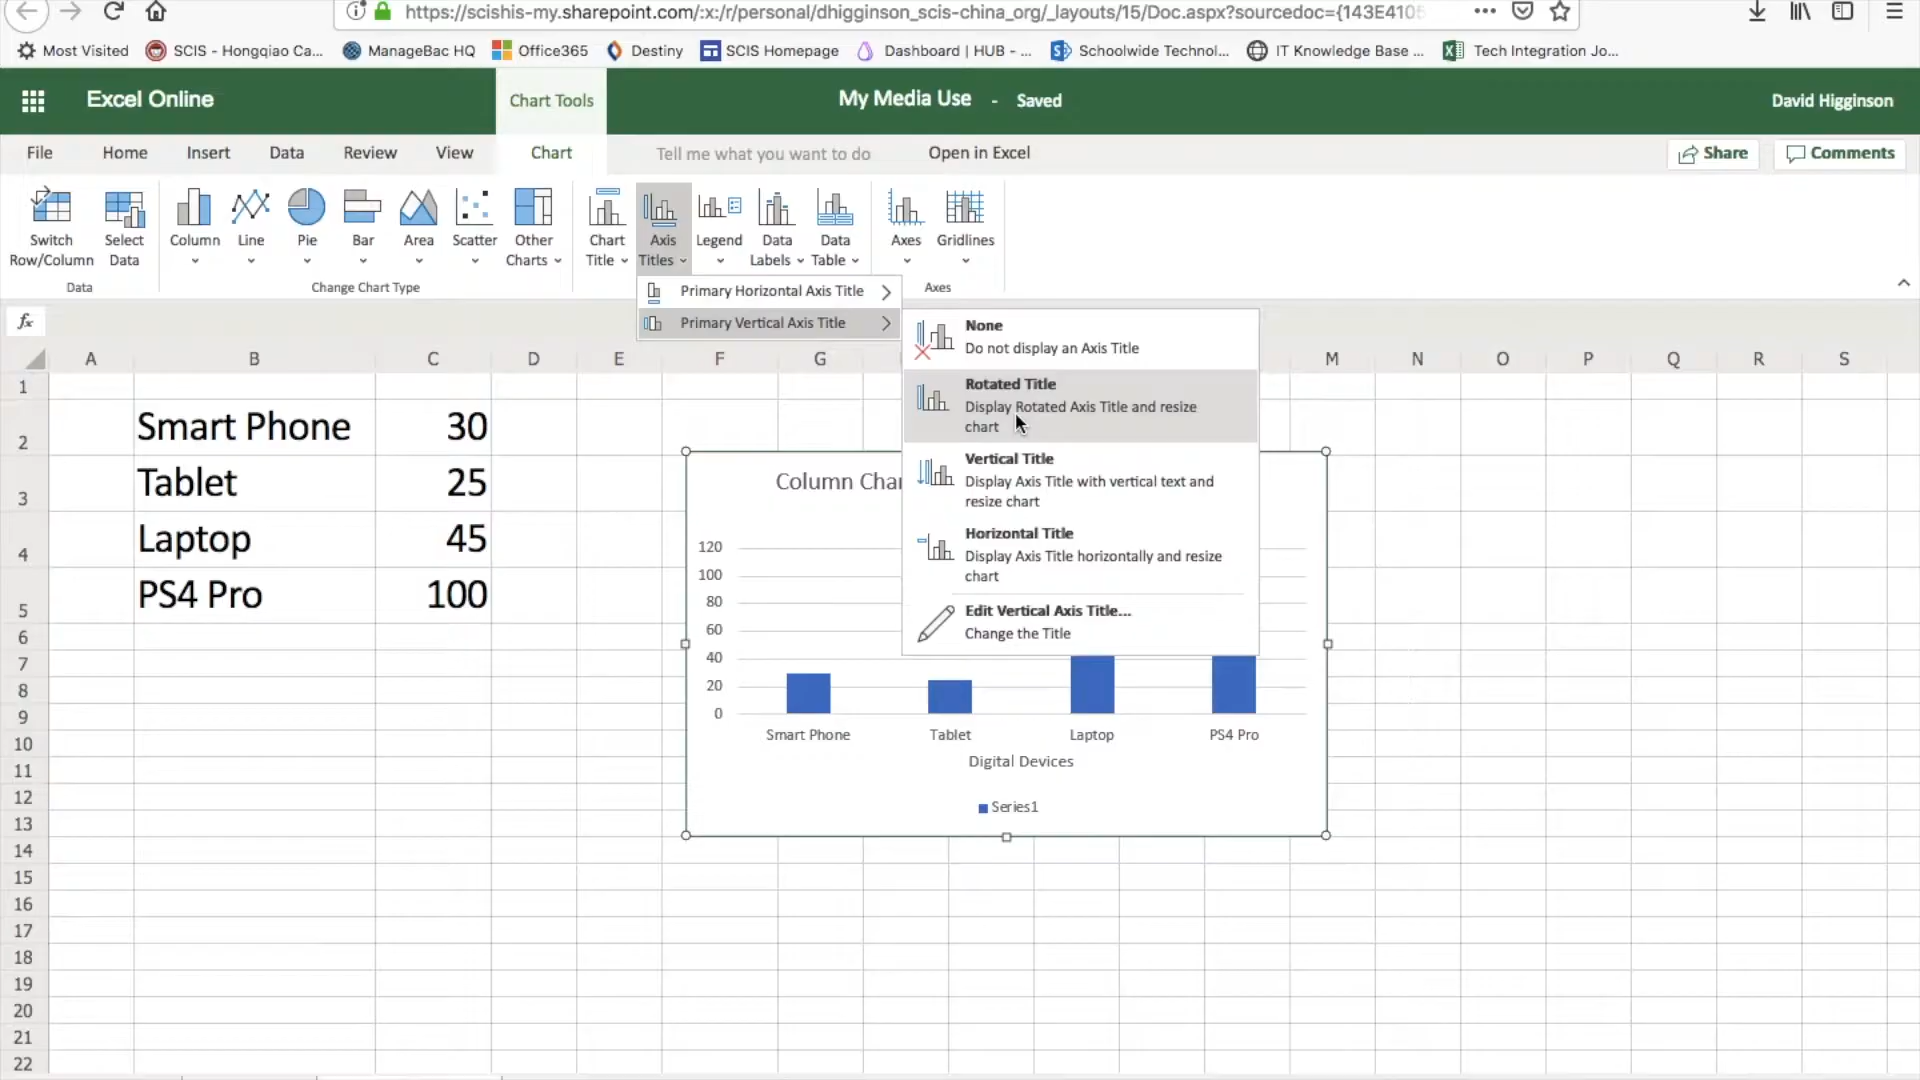 https://scishis-my.sharepoint.com/:x:/r/personal/dhigginson_scis-china_org/_layouts/15/Doc.aspx?sourcedoc={143E4105
Most Visited SCIS - Hongqiao Ca... ManageBac HQ Office365 Destiny SCIS Homepage Dashboard | HUB - ... Schoolwide Technol... IT Knowledge Base ... Tech Integration Jo...
Excel Online Chart Tools My Media Use - Saved David Higginson
File Home Insert Data Review View Chart Tell me what you want to do Open in Excel Share Comments
Switch Select Column Line Pie Bar Area Scatter Other Chart Axis Legend Data Data Axes Gridlines
Row/Column Data Charts Title Titles Labels Table
Data Change Chart Type Axes
Primary Horizontal Axis Title
Primary Vertical Axis Title
fx
None
Do not display an Axis Title
Rotated Title
Display Rotated Axis Title and resize
chart
Vertical Title
Display Axis Title with vertical text and
resize chart
Horizontal Title
Display Axis Title horizontally and resize
chart
Edit Vertical Axis Title...
Change the Title
A B C D E F G M N O P Q R S
1
2 Smart Phone 30
3 Tablet 25
4 Laptop 45
5 PS4 Pro 100
6
7
8
9
10
11
12
13
14
15
16
17
18
19
20
21
22
Column Char
120
100
80
60
40
20
0
Smart Phone Tablet Laptop PS4 Pro
Digital Devices
Series1